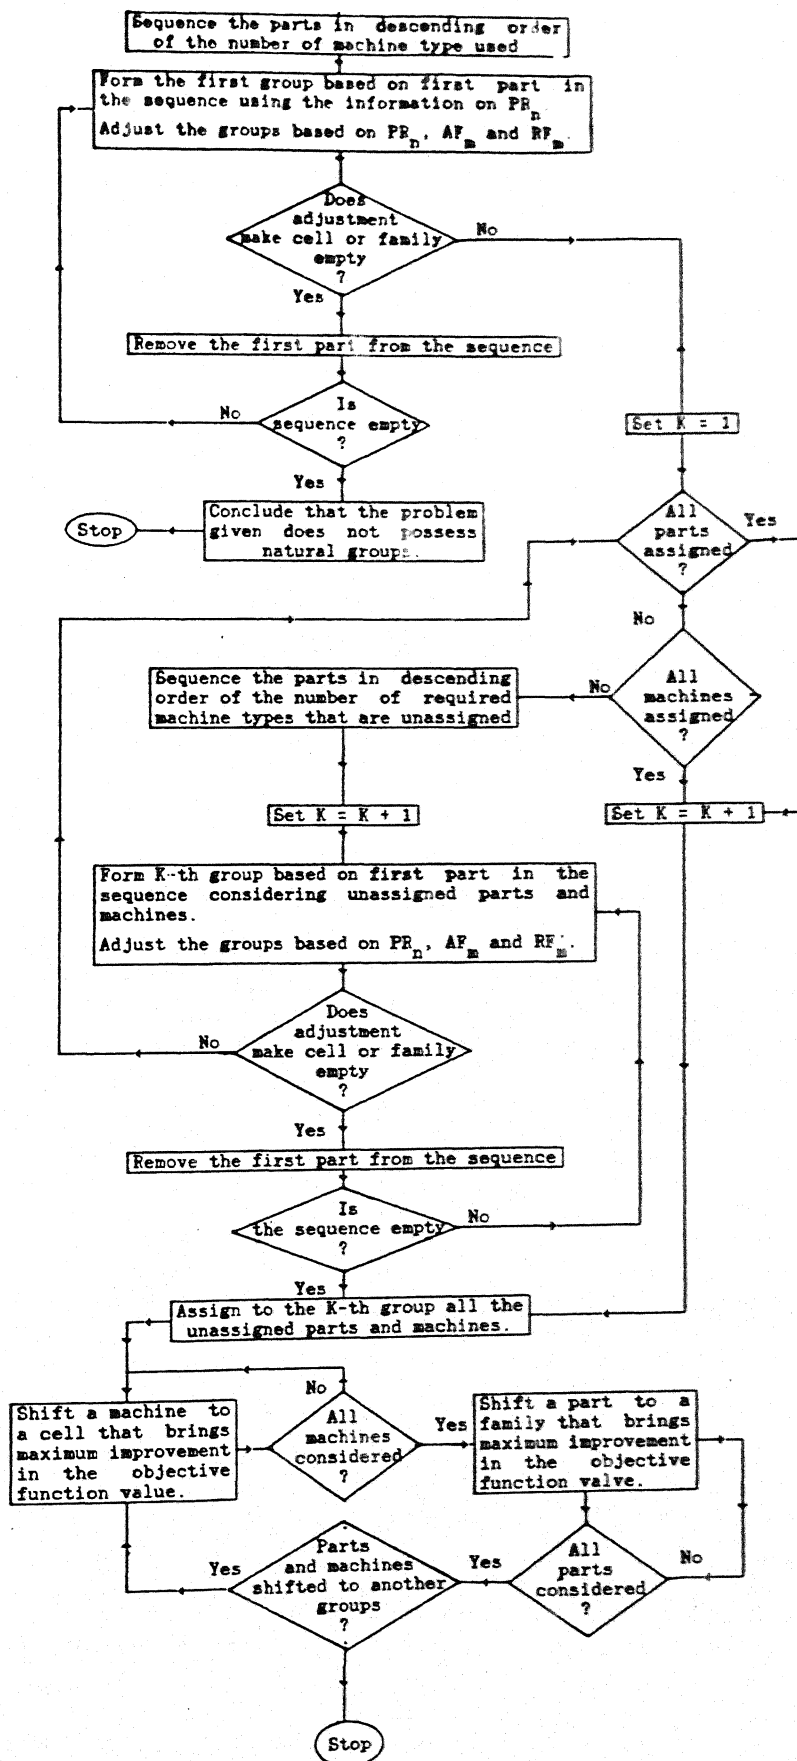 Sequence the parts in descending order
of the number of machine type used
Form the first group based on first part in
the sequence using the information on PR_n
Adjust the groups based on PR_n, AF_m and RF_m.
Does
adjustment
make cell or family
empty
?
No
Yes
Remove the first part from the sequence
Is
sequence empty
?
No
Yes
Set K = 1
Conclude that the problem
given does not possess
natural groups.
Stop
All
parts
assigned
?
Yes
No
Sequence the parts in descending
order of the number of required
machine types that are unassigned
No
All
machines
assigned
?
Yes
Set K = K + 1
Set K = K + 1
Form K-th group based on first part in the
sequence considering unassigned parts and
machines.
Adjust the groups based on PR_n, AF_m and RF_m.
Does
adjustment
make cell or family
empty
?
No
Yes
Remove the first part from the sequence
Is
the sequence empty
?
No
Yes
Assign to the K-th group all the
unassigned parts and machines.
Shift a machine to
a cell that brings
maximum improvement
in the objective
function value.
No
All
machines
considered
?
Yes
Shift a part to a
family that brings
maximum improvement
in the objective
function valve.
Yes
Parts
and machines
shifted to another
groups
?
Yes
All
parts
considered
?
No
Stop